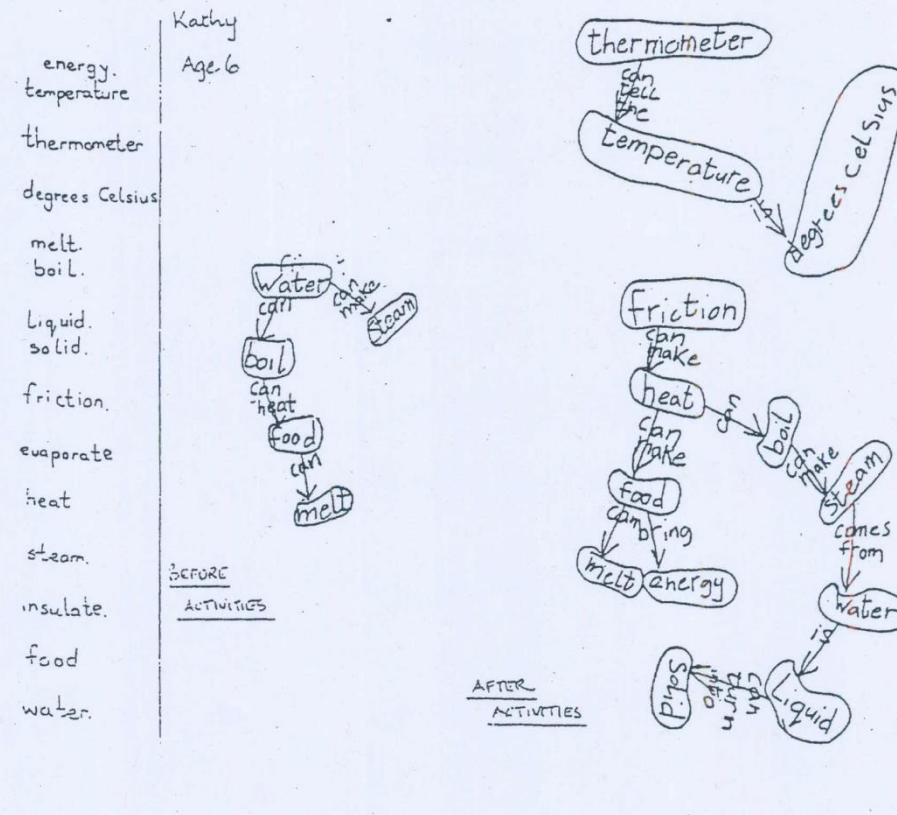 Kathy
Age 6
energy.
temperature
thermometer
degrees Celsius
melt.
boil.
Liquid.
solid.
friction.
evaporate
heat
steam.
insulate.
food
water.
Water
can
can
make
Steam
boil
can
heat
food
can
melt
BEFORE
ACTIVITIES
thermometer
can
tell
the
temperature
is
degrees celsius
friction
can
make
heat
can
boil
can
make
steam
can
make
food
can
bring
melt
energy
comes
from
water
is
Liquid
can
turn
into
Solid
AFTER
ACTIVITIES